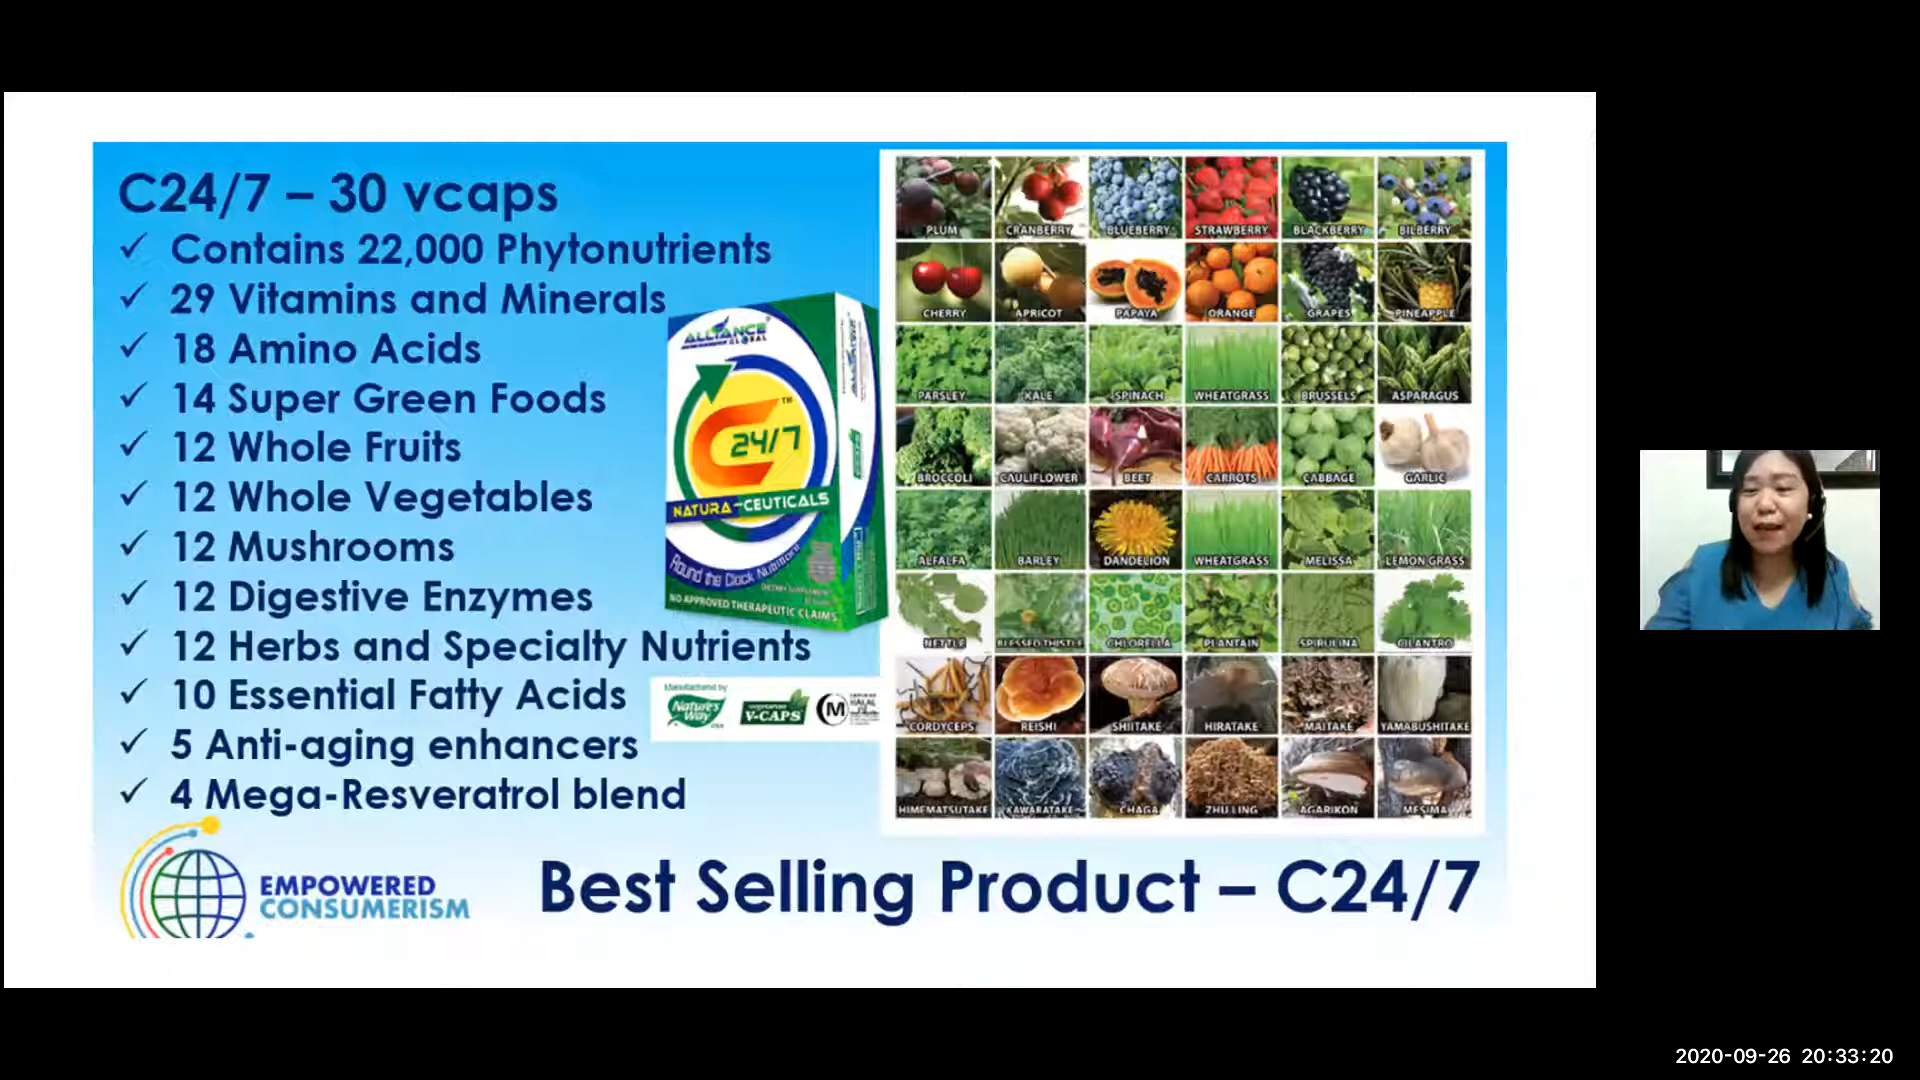 C24/7 – 30 vcaps
✓ Contains 22,000 Phytonutrients
✓ 29 Vitamins and Minerals
✓ 18 Amino Acids
✓ 14 Super Green Foods
✓ 12 Whole Fruits
✓ 12 Whole Vegetables
✓ 12 Mushrooms
✓ 12 Digestive Enzymes
✓ 12 Herbs and Specialty Nutrients
✓ 10 Essential Fatty Acids
✓ 5 Anti-aging enhancers
✓ 4 Mega-Resveratrol blend
ALLIANCE
GLOBAL
C 24/7 ™
NATURA-CEUTICALS
Round the Clock Nutrition
DIETARY SUPPLEMENT
NO APPROVED THERAPEUTIC CLAIMS
Manufactured by
Nature's Way
V-CAPS
M
HALAL
PLUM CRANBERRY BLUEBERRY STRAWBERRY BLACKBERRY BILBERRY
CHERRY APRICOT PAPAYA ORANGE GRAPES PINEAPPLE
PARSLEY KALE SPINACH WHEATGRASS BRUSSELS ASPARAGUS
BROCCOLI CAULIFLOWER BEET CARROTS CABBAGE GARLIC
ALFALFA BARLEY DANDELION WHEATGRASS MELISSA LEMON GRASS
NETTLE BLESSED THISTLE CHLORELLA PLANTAIN SPIRULINA CILANTRO
CORDYCEPS REISHI SHIITAKE HIRATAKE MAITAKE YAMABUSHITAKE
HIMEMATSUTAKE KAWARATAKE CHAGA ZHU LING AGARIKON MESIMA
EMPOWERED
CONSUMERISM
Best Selling Product – C24/7
2020-09-26 20:33:20